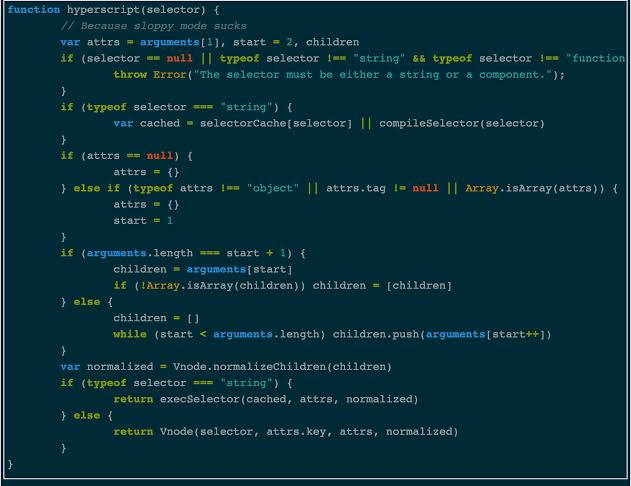 function hyperscript(selector) {
// Because sloppy mode sucks
var attrs = arguments[1], start = 2, children
if (selector == null || typeof selector !== "string" && typeof selector !== "function
throw Error("The selector must be either a string or a component.");
}
if (typeof selector === "string") {
var cached = selectorCache[selector] || compileSelector(selector)
}
if (attrs == null) {
attrs = {}
} else if (typeof attrs !== "object" || attrs.tag != null || Array.isArray(attrs)) {
attrs = {}
start = 1
}
if (arguments.length === start + 1) {
children = arguments[start]
if (!Array.isArray(children)) children = [children]
} else {
children = []
while (start < arguments.length) children.push(arguments[start++])
}
var normalized = Vnode.normalizeChildren(children)
if (typeof selector === "string") {
return execSelector(cached, attrs, normalized)
} else {
return Vnode(selector, attrs.key, attrs, normalized)
}
}